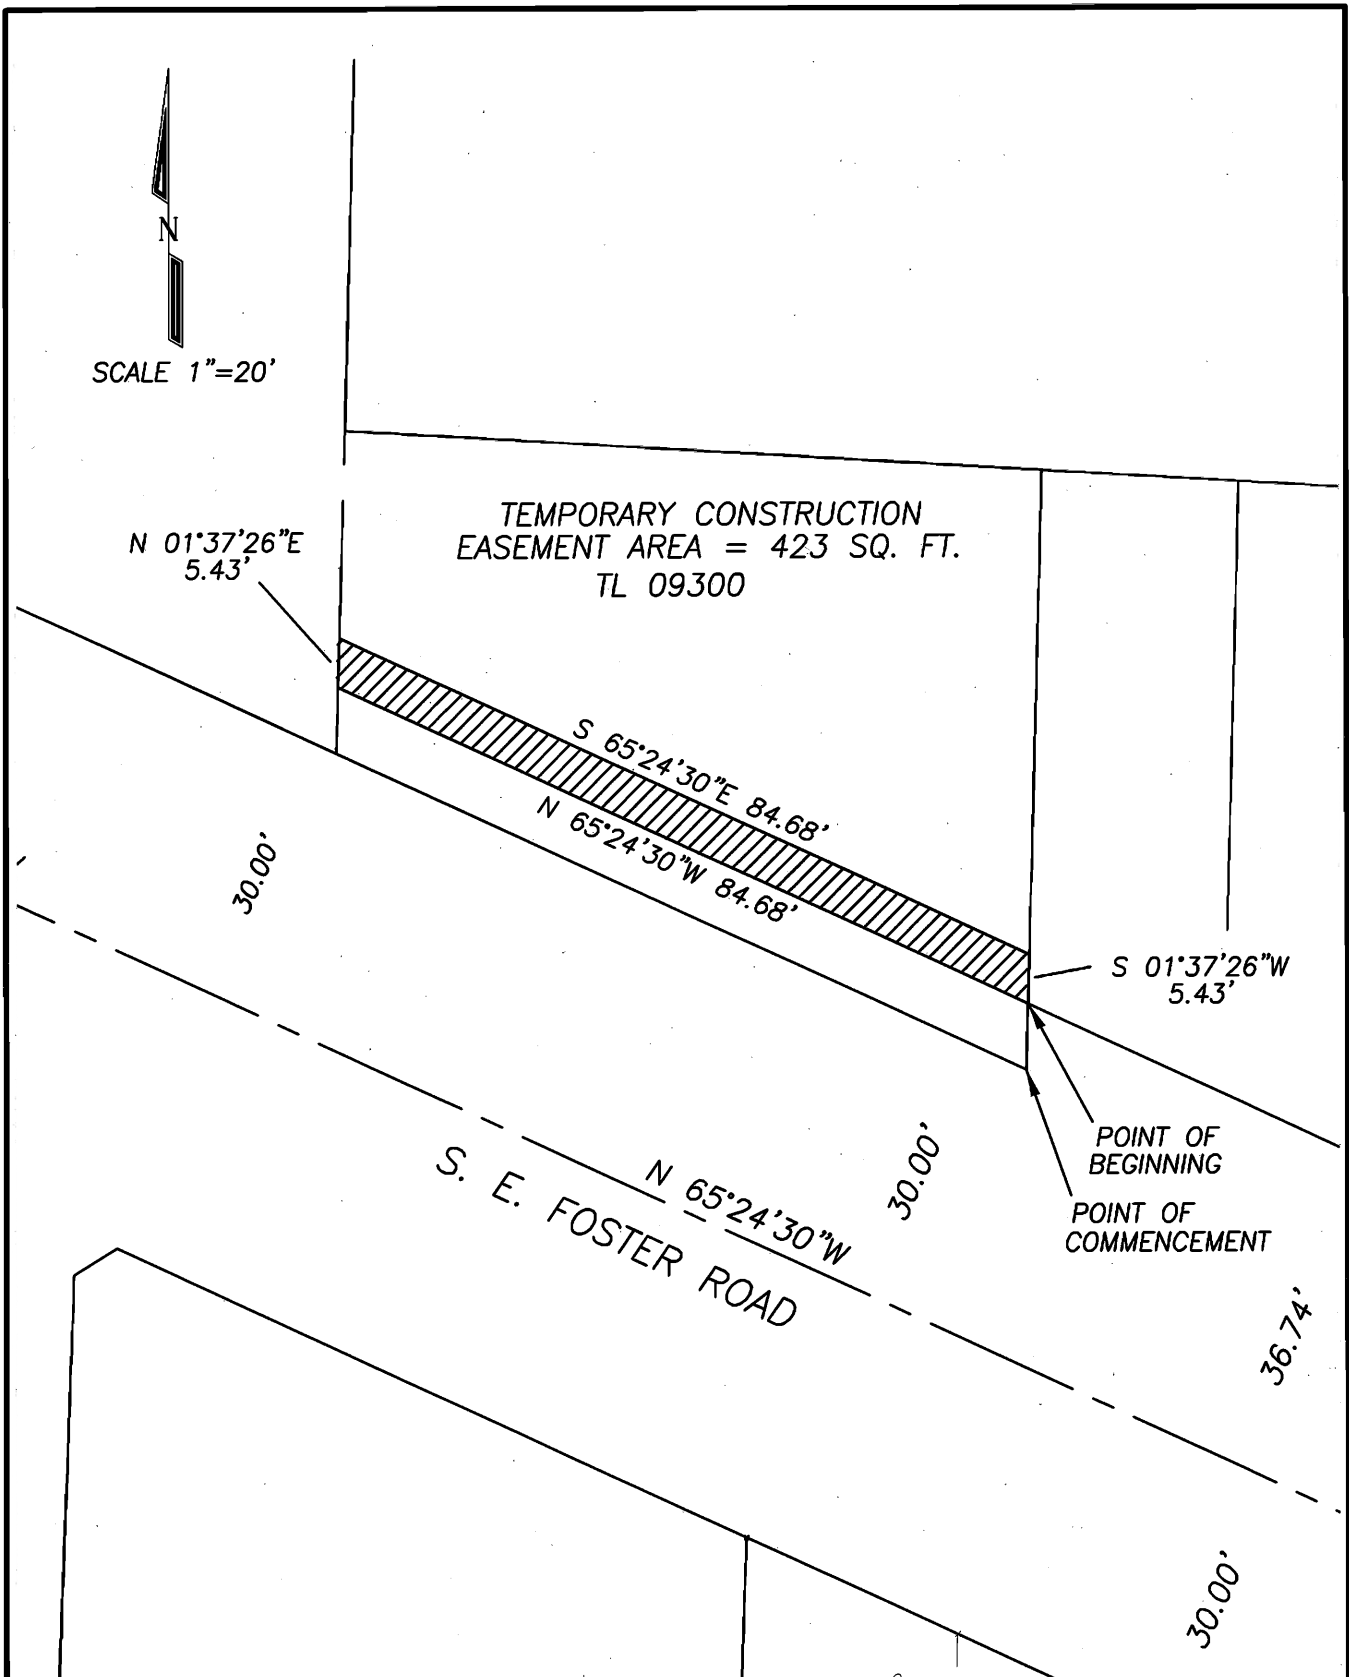 N
SCALE 1"=20'
TEMPORARY CONSTRUCTION
EASEMENT AREA = 423 SQ. FT.
TL 09300
N 01°37'26"E
5.43'
S 65°24'30"E 84.68'
N 65°24'30"W 84.68'
30.00'
S 01°37'26"W
5.43'
POINT OF
BEGINNING
POINT OF
COMMENCEMENT
30.00'
N 65°24'30"W
S. E. FOSTER ROAD
36.74'
30.00'